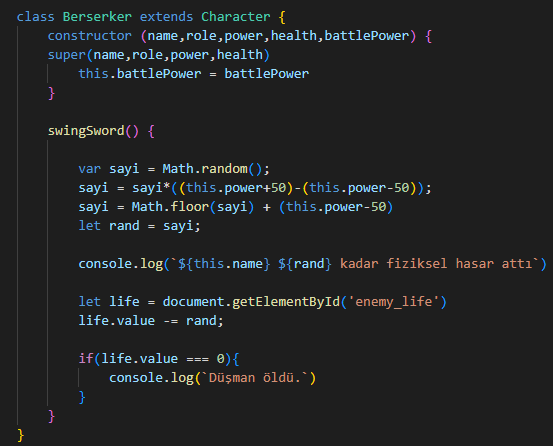 class Berserker extends Character {
constructor (name,role,power,health,battlePower) {
super(name,role,power,health)
this.battlePower = battlePower
}
swingSword() {
var sayi = Math.random();
sayi = sayi*((this.power+50)-(this.power-50));
sayi = Math.floor(sayi) + (this.power-50)
let rand = sayi;
console.log(`${this.name} ${rand} kadar fiziksel hasar attı`)
let life = document.getElementById('enemy_life')
life.value -= rand;
if(life.value === 0){
console.log(`Düşman öldü.`)
}
}
}